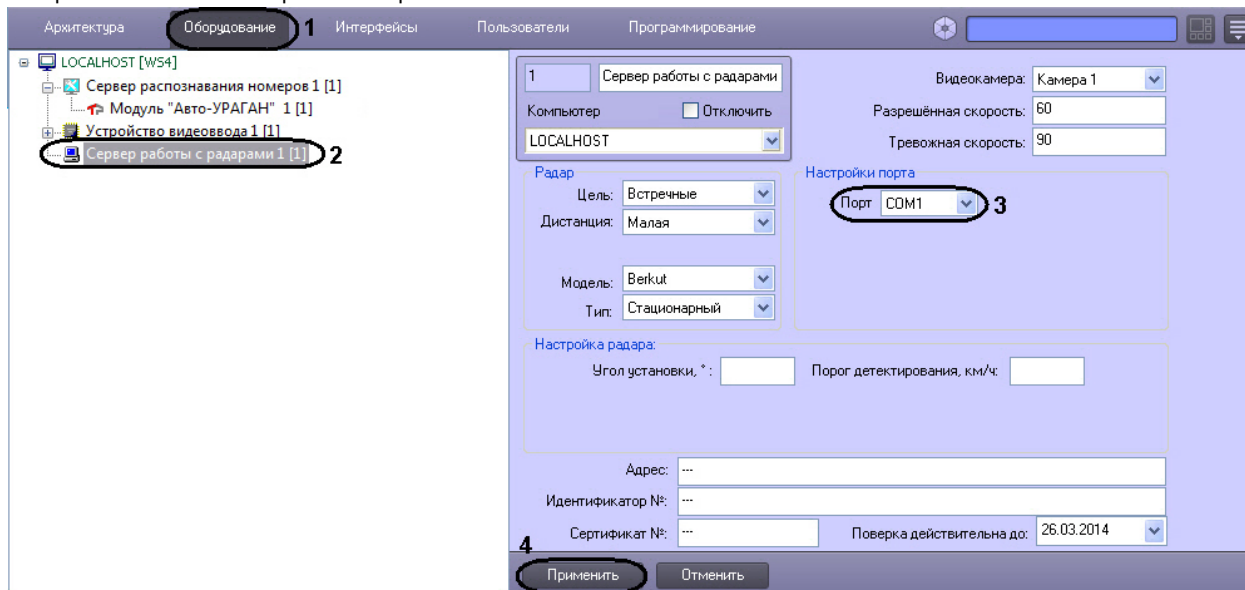 Архитектура Оборудование 1 Интерфейсы Пользователи Программирование
LOCALHOST [WS4]
Сервер распознавания номеров 1 [1]
Модуль "Авто-УРАГАН" 1 [1]
Устройство видеоввода 1 [1]
Сервер работы с радарами 1 [1] 2
1 Сервер работы с радарами
Компьютер Отключить
LOCALHOST
Видеокамера: Камера 1
Разрешённая скорость: 60
Тревожная скорость: 90
Радар
Цель: Встречные
Дистанция: Малая
Модель: Berkut
Тип: Стационарный
Настройки порта
Порт COM1 3
Настройка радара:
Угол установки, ° : Порог детектирования, км/ч:
Адрес: ---
Идентификатор №: ---
Сертификат №: --- Поверка действительна до: 26.03.2014
4
Применить Отменить